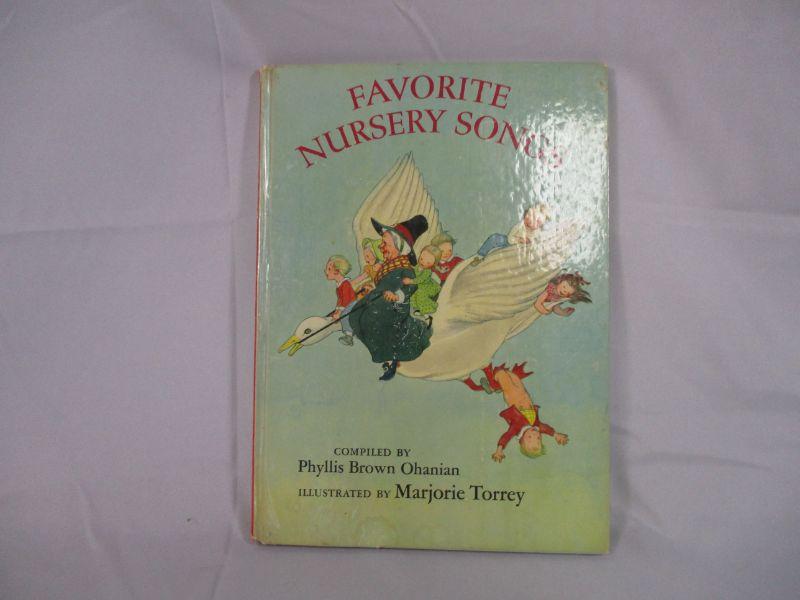 FAVORITE
NURSERY SONGS
COMPILED BY
Phyllis Brown Ohanian
ILLUSTRATED BY Marjorie Torrey